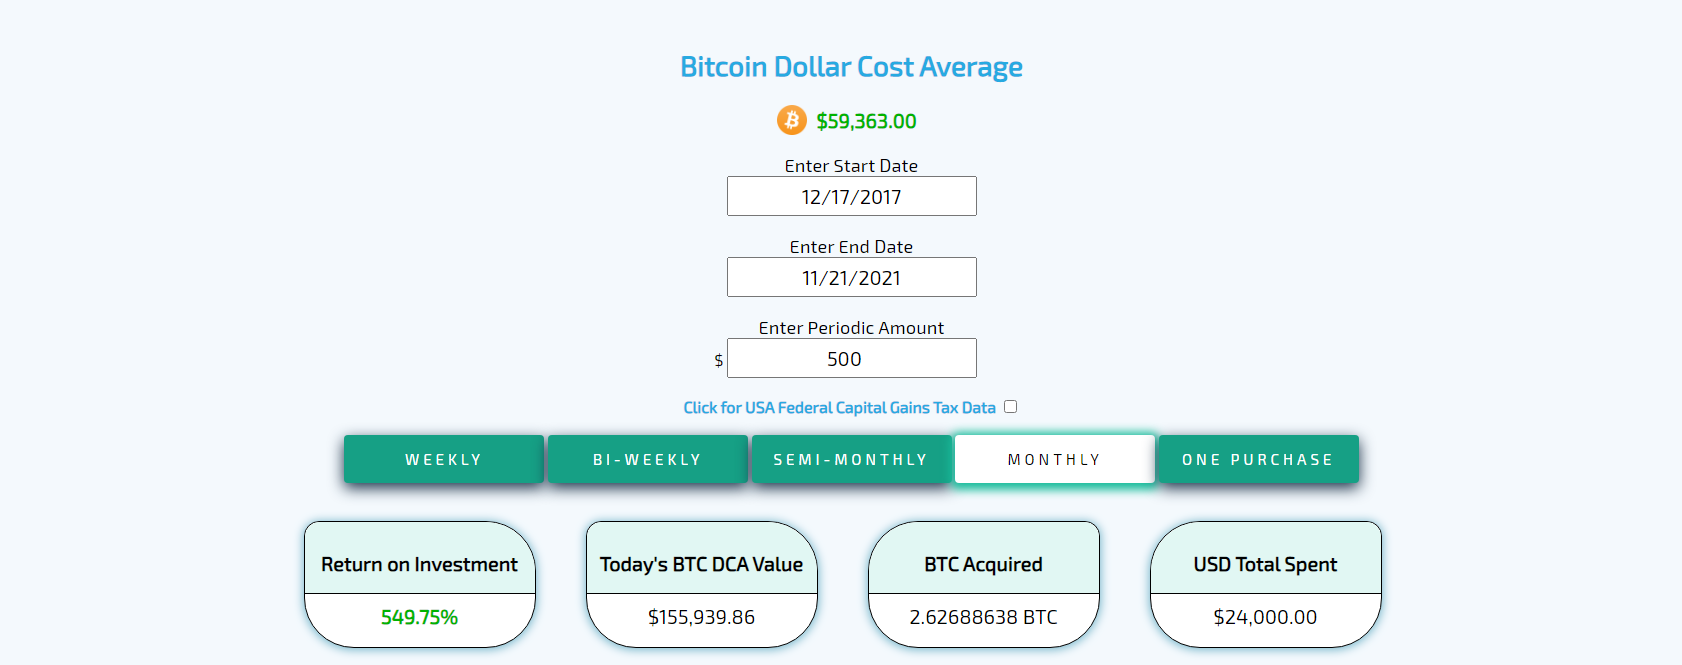 Bitcoin Dollar Cost Average
$59,363.00
Enter Start Date
12/17/2017
Enter End Date
11/21/2021
Enter Periodic Amount
$ 500
Click for USA Federal Capital Gains Tax Data
WEEKLY BI-WEEKLY SEMI-MONTHLY MONTHLY ONE PURCHASE
Return on Investment Today's BTC DCA Value BTC Acquired USD Total Spent
549.75% $155,939.86 2.62688638 BTC $24,000.00